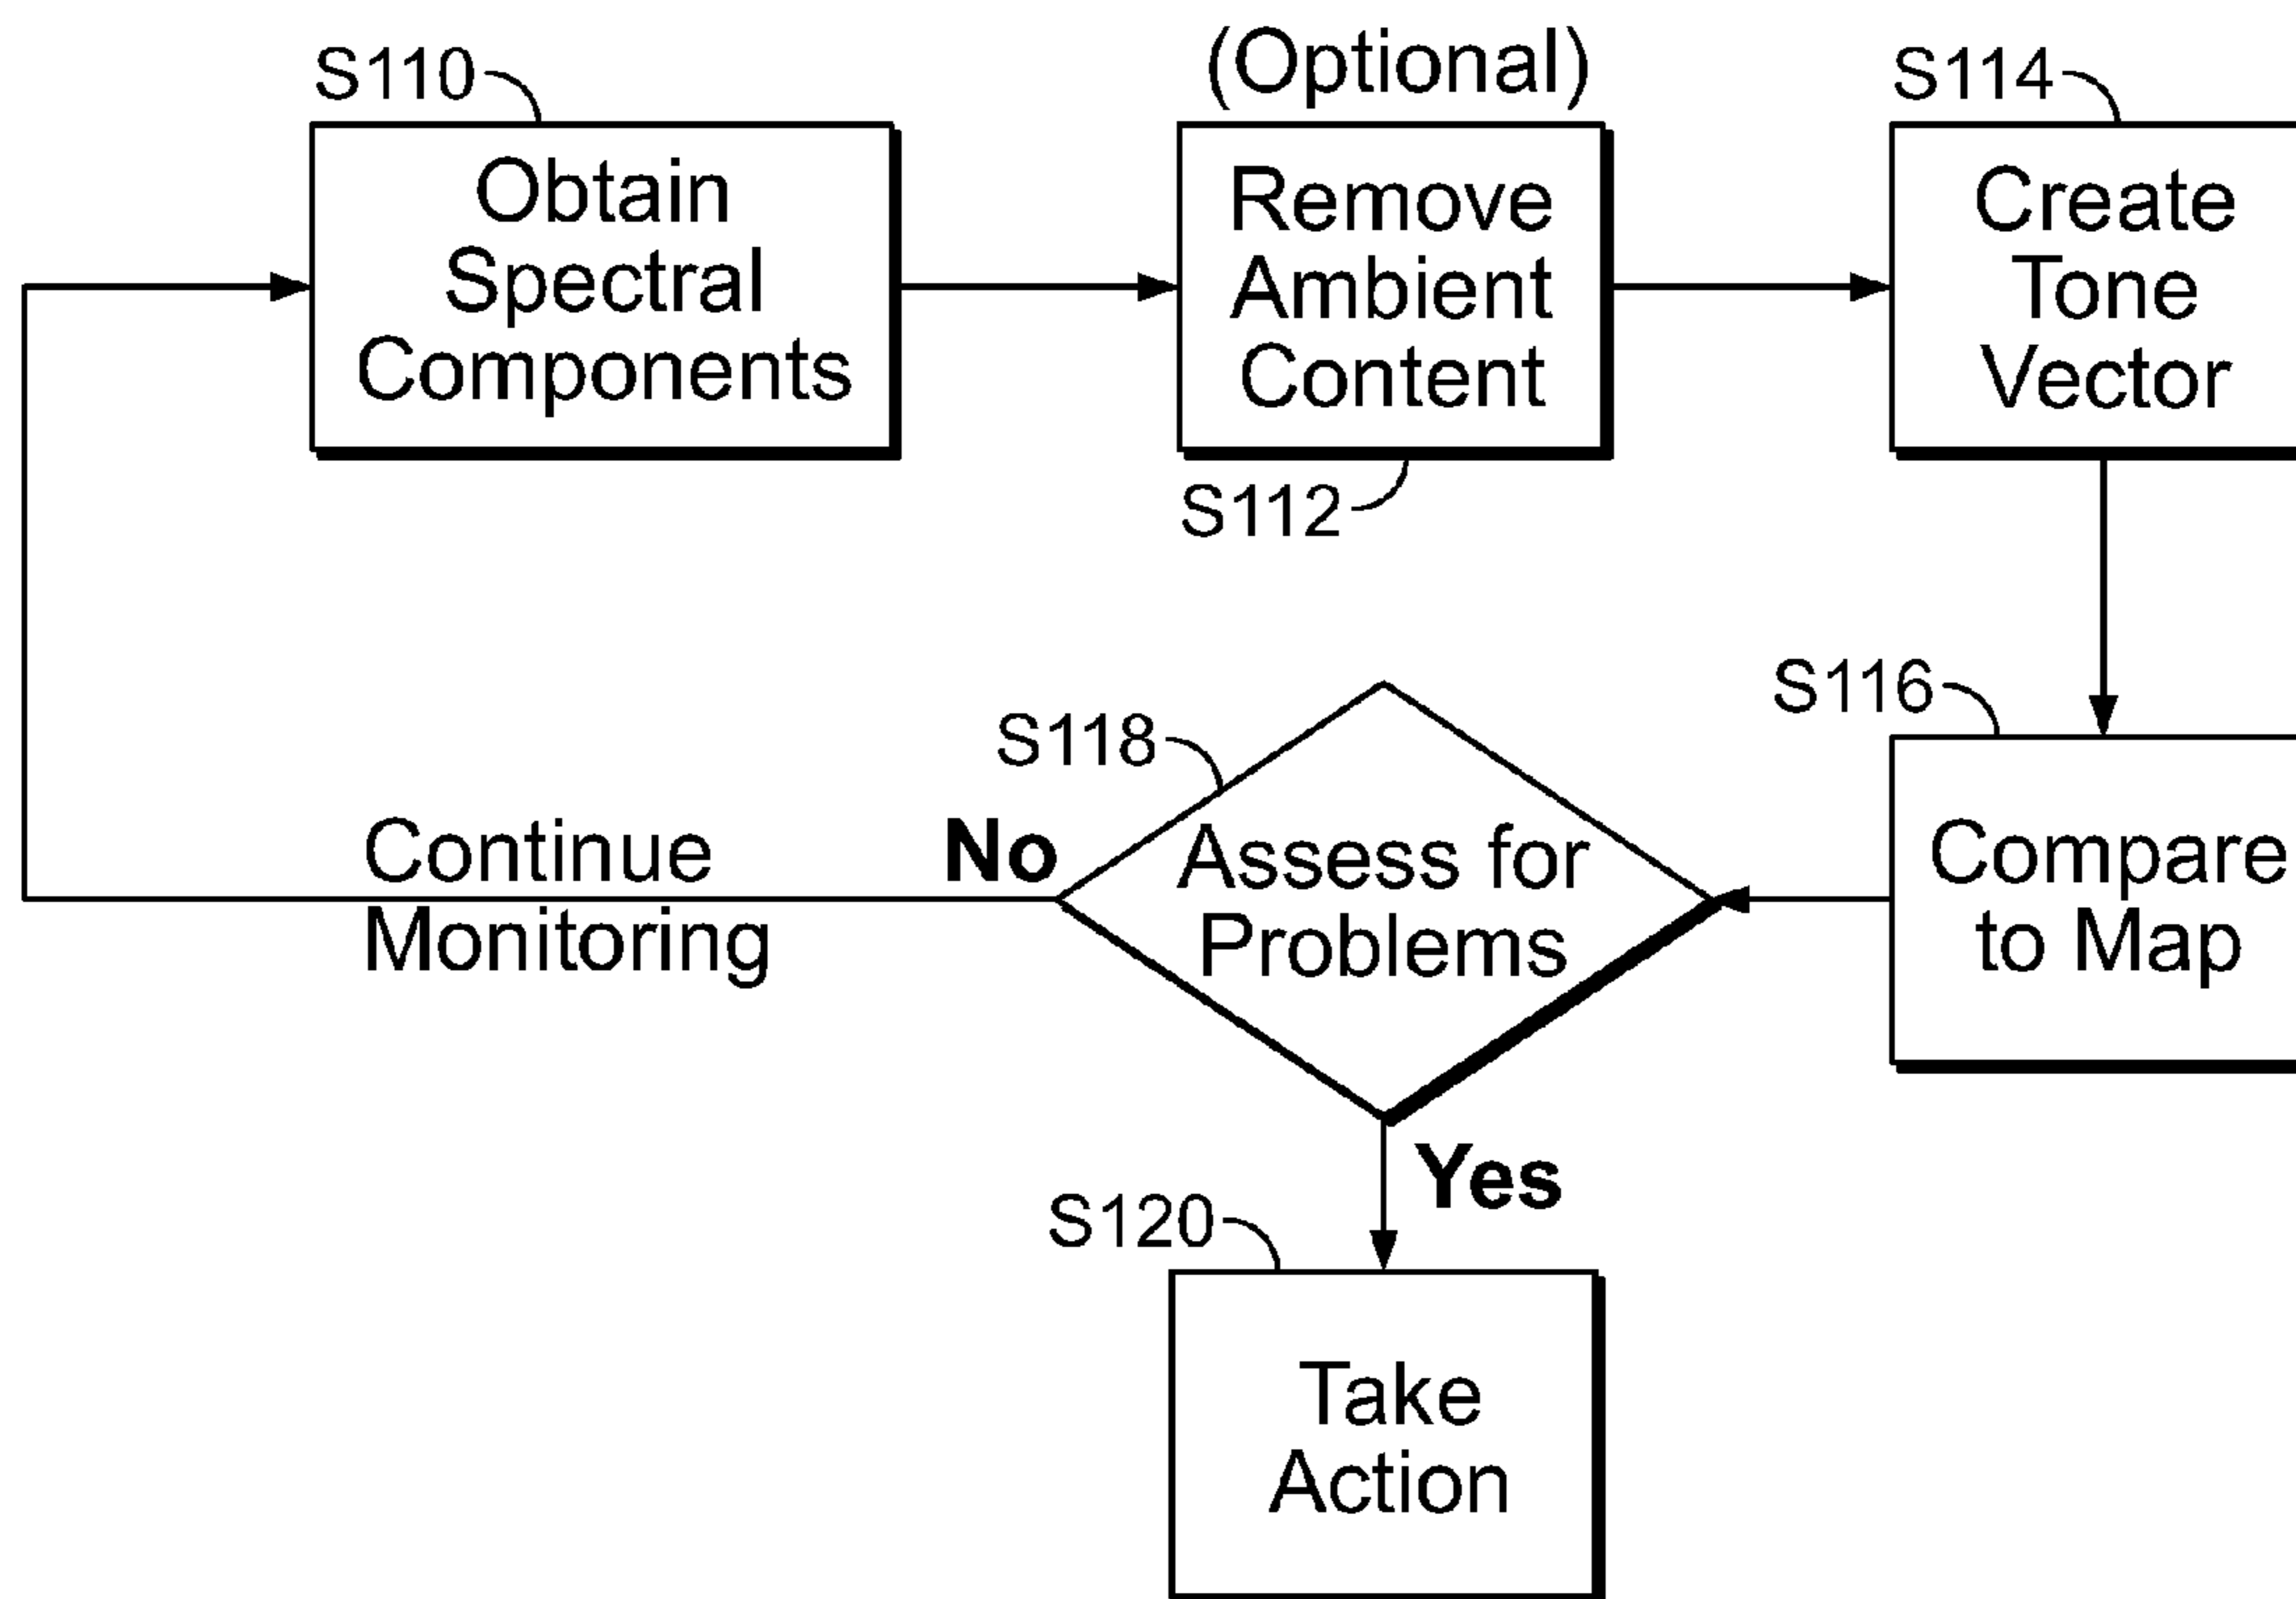 S110
Obtain
Spectral
Components
(Optional)
Remove
Ambient
Content
S112
S114
Create
Tone
Vector
S116
Compare
to Map
S118
Assess for
Problems
No
Continue
Monitoring
Yes
S120
Take
Action